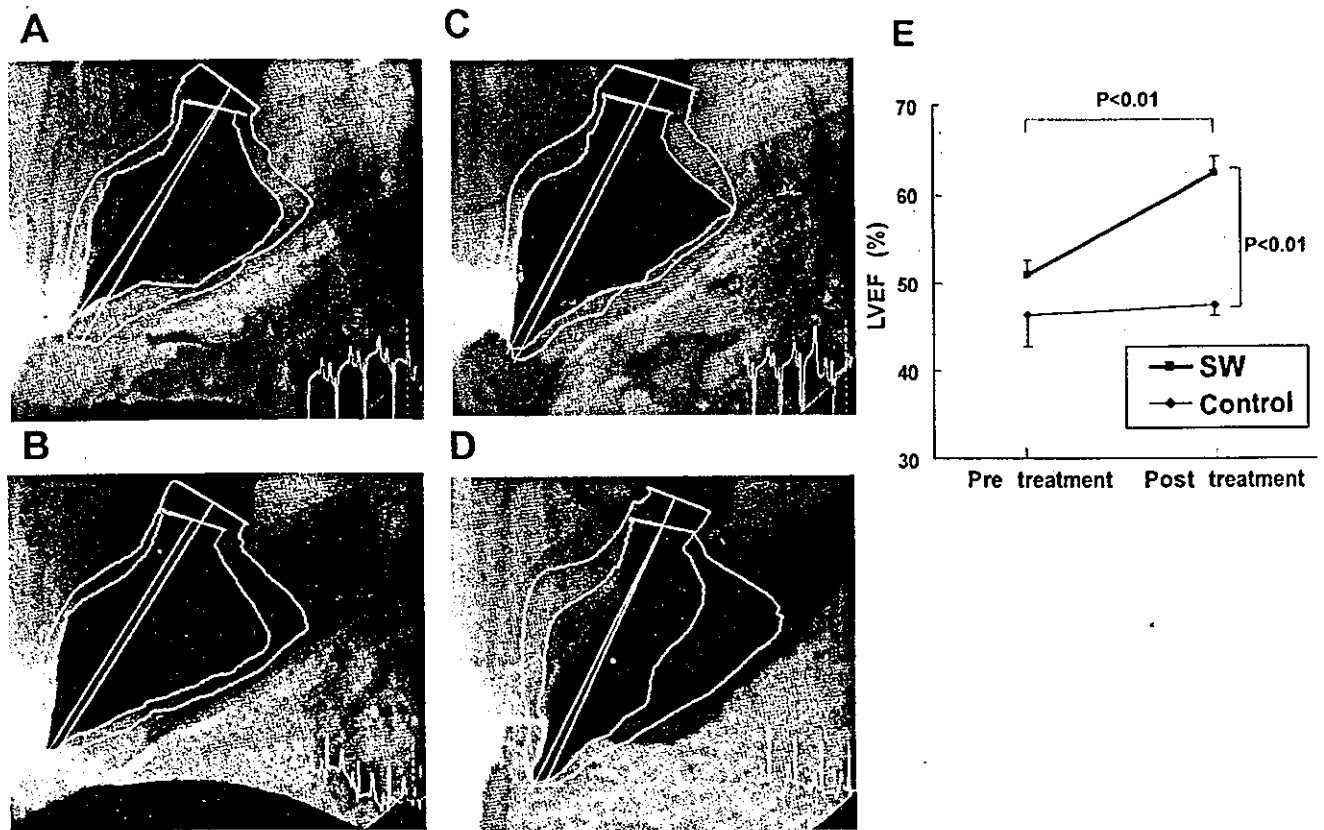 A
C
E
B
D
70
60
50
40
30
LVEF (%)
P<0.01
P<0.01
SW
Control
Pre treatment
Post treatment